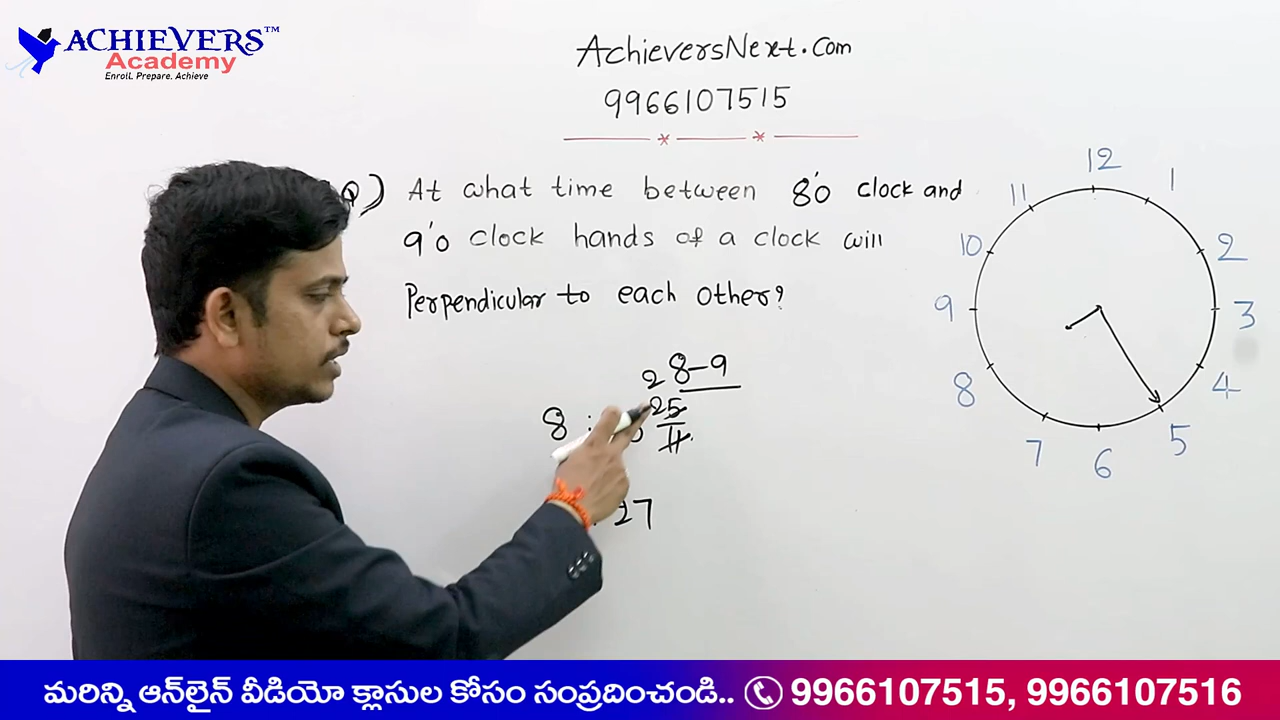 ACHIEVERS™
Academy
Enroll. Prepare. Achieve
AchieversNext.Com
9966107515
Q) At what time between 8'o clock and
9'o clock hands of a clock will
Perpendicular to each other?
8-9
2
8 : 25
11
: 27
12
1
2
3
4
5
6
7
8
9
10
11
మరిన్ని ఆన్‌లైన్ వీడియో క్లాసుల కోసం సంప్రదించండి.. 9966107515, 9966107516